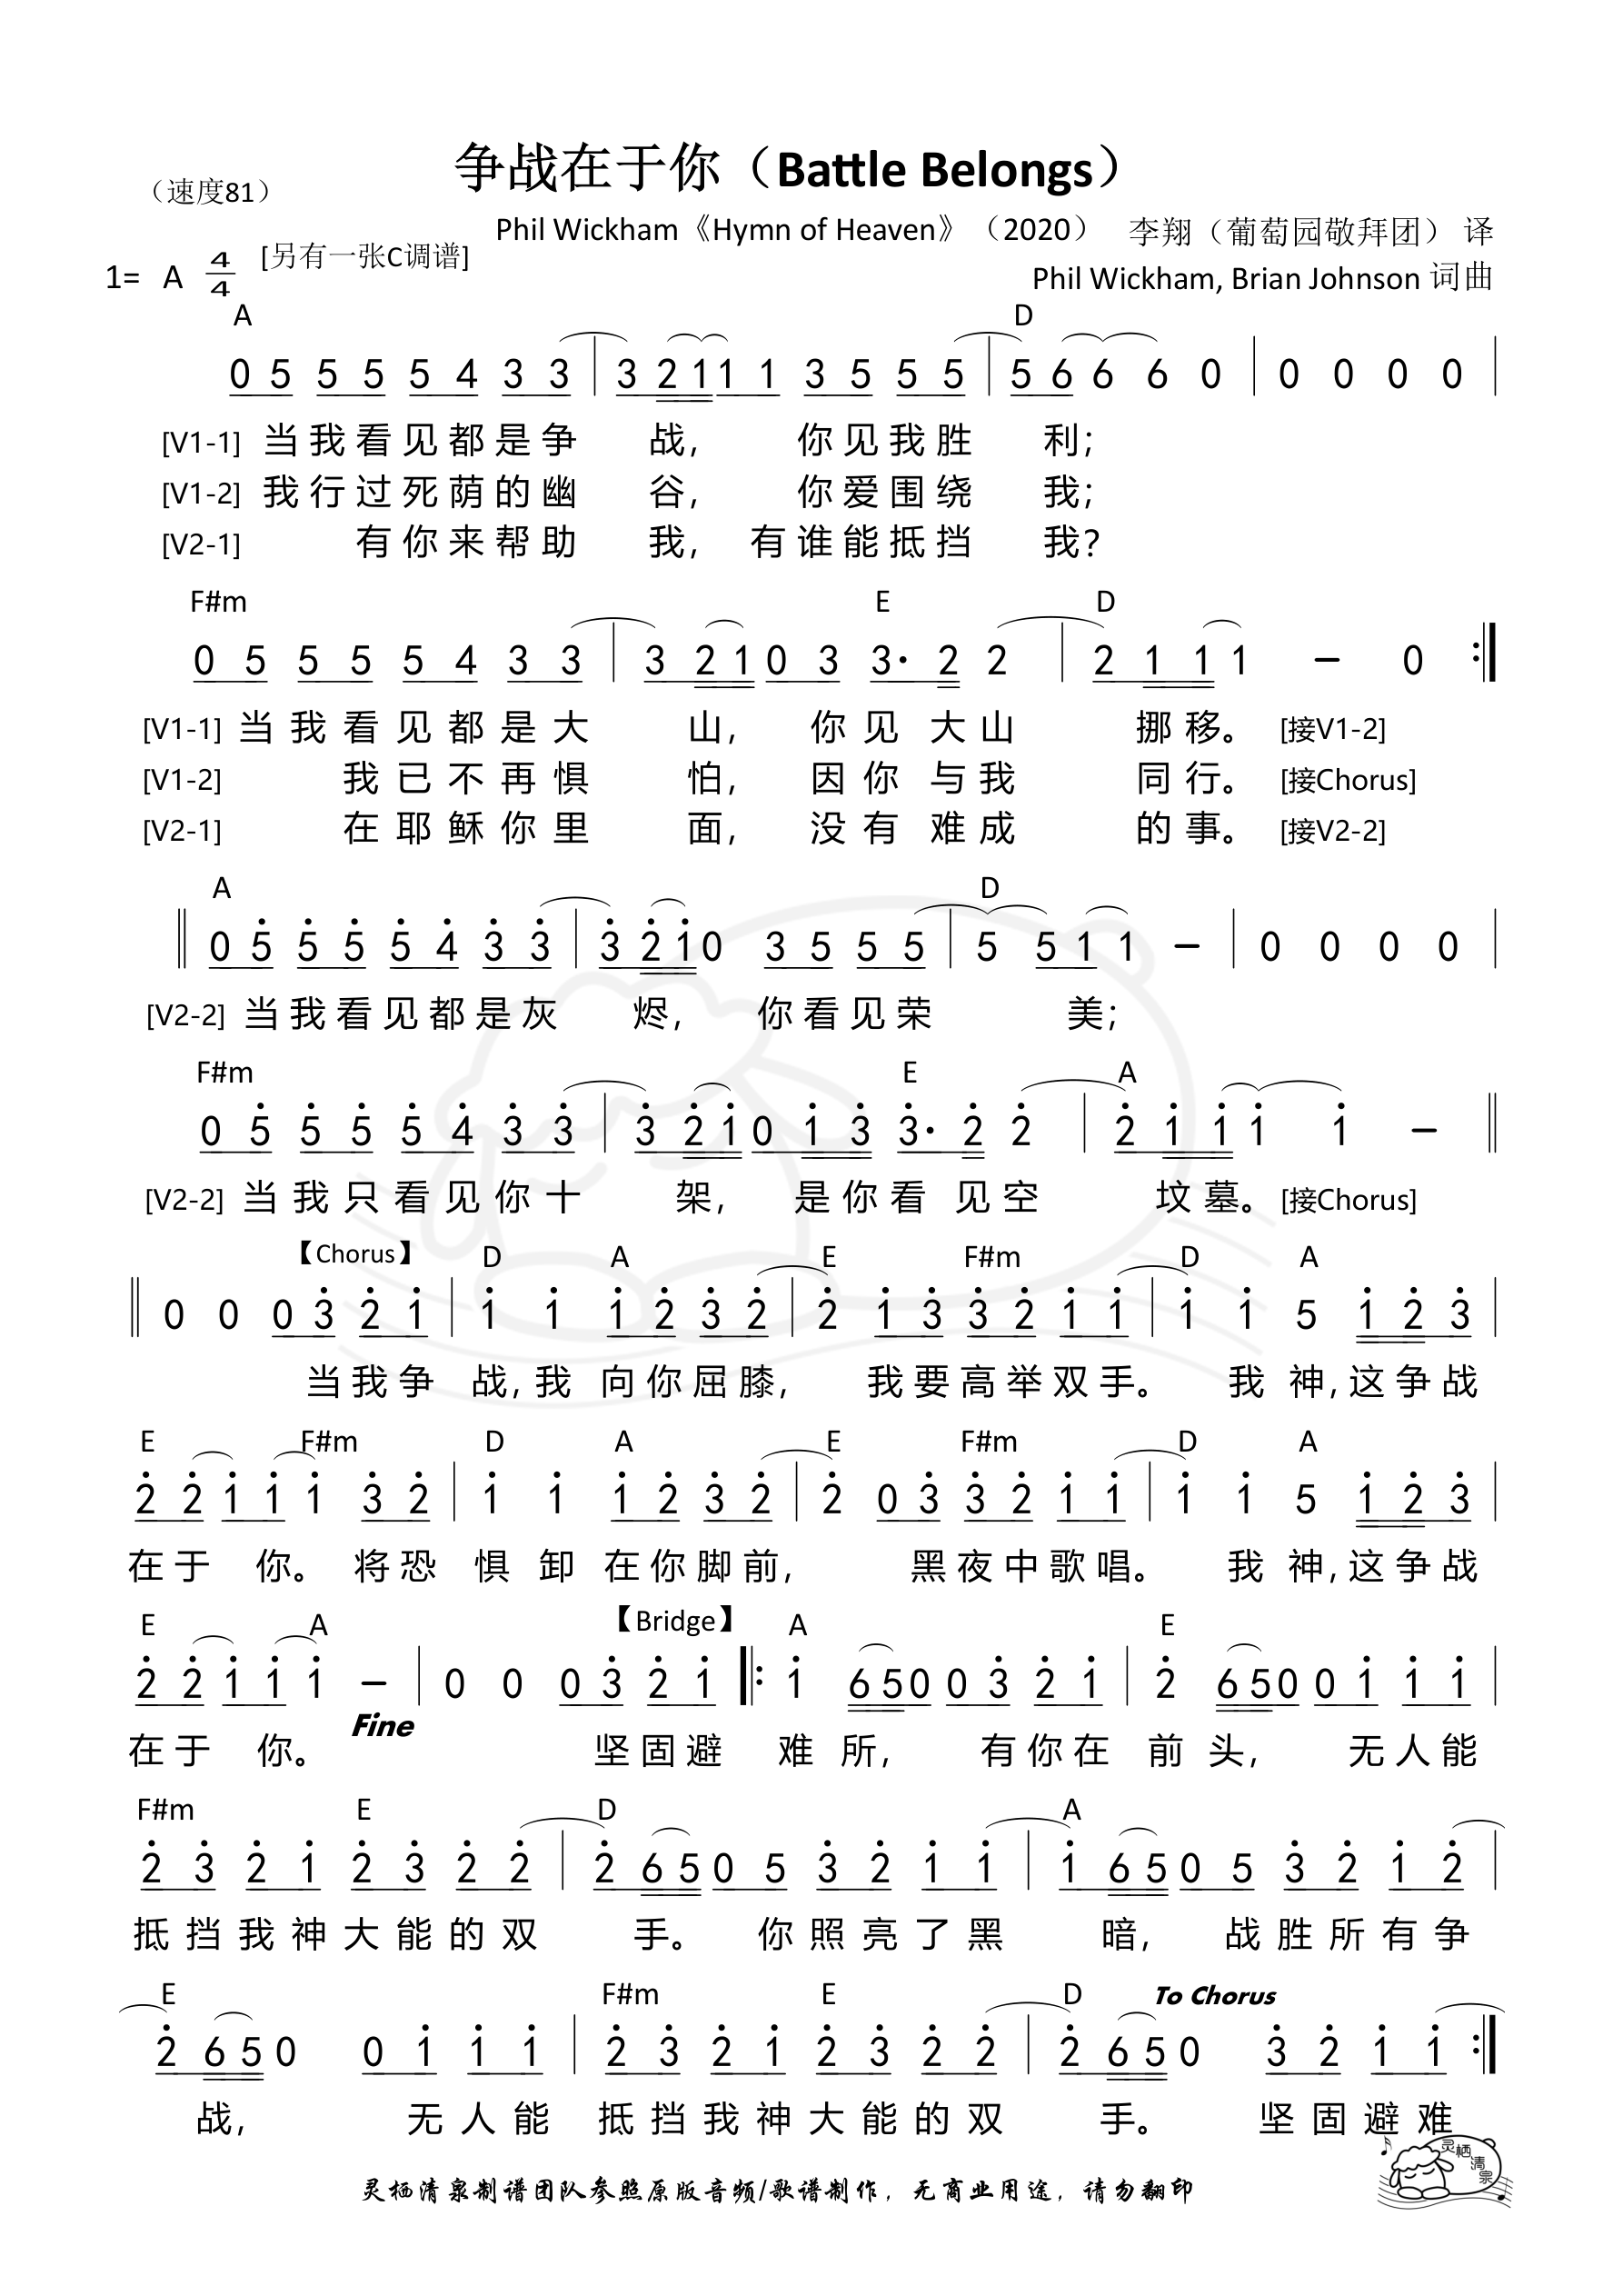 争战在于你（Battle Belongs）
（速度81）
Phil Wickham《Hymn of Heaven》（2020） 李翔（葡萄园敬拜团）译
1= A 4/4 [另有一张C调谱]
Phil Wickham, Brian Johnson 词曲
A D
0 5 5 5 5 4 3 3 | 3 2 1 1 1 3 5 5 5 | 5 6 6 6 0 | 0 0 0 0 |
[V1-1] 当我看见都是争 战， 你见我胜 利；
[V1-2] 我行过死荫的幽 谷， 你爱围绕 我；
[V2-1] 有你来帮助 我， 有谁能抵挡 我？
F#m E D
0 5 5 5 5 4 3 3 | 3 2 1 0 3 3· 2 2 | 2 1 1 1 – 0 :‖
[V1-1] 当我看见都是大 山， 你见 大山 挪移。 [接V1-2]
[V1-2] 我已不再惧 怕， 因你 与我 同行。 [接Chorus]
[V2-1] 在耶稣你里 面， 没有 难成 的事。 [接V2-2]
A D
‖ 0 5̇ 5̇ 5̇ 5̇ 4̇ 3̇ 3̇ | 3̇ 2̇ 1̇ 0 3 5 5 5 | 5 5 1 1 – | 0 0 0 0 |
[V2-2] 当我看见都是灰 烬， 你看见荣 美；
F#m E A
0 5̇ 5̇ 5̇ 5̇ 4̇ 3̇ 3̇ | 3̇ 2̇ 1̇ 0 1̇ 3̇ 3̇· 2̇ 2̇ | 2̇ 1̇ 1̇ 1̇ 1̇ – ‖
[V2-2] 当我只看见你十 架， 是你看 见空 坟墓。 [接Chorus]
【Chorus】 D A E F#m D A
‖ 0 0 0 3̇ 2̇ 1̇ | 1̇ 1̇ 1̇ 2̇ 3̇ 2̇ | 2̇ 1̇ 3̇ 3̇ 2̇ 1̇ 1̇ | 1̇ 1̇ 5 1̇ 2̇ 3̇ |
当我争 战，我 向你屈膝， 我要高举双手。 我 神，这争战
E F#m D A E F#m D A
2̇ 2̇ 1̇ 1̇ 1̇ 3̇ 2̇ | 1̇ 1̇ 1̇ 2̇ 3̇ 2̇ | 2̇ 0 3̇ 3̇ 2̇ 1̇ 1̇ | 1̇ 1̇ 5 1̇ 2̇ 3̇ |
在于 你。 将恐 惧 卸 在你脚前， 黑夜中歌唱。 我 神，这争战
E A 【Bridge】 A E
2̇ 2̇ 1̇ 1̇ 1̇ – | 0 0 0 3̇ 2̇ 1̇ ‖: 1̇ 6 5 0 0 3̇ 2̇ 1̇ | 2̇ 6 5 0 0 1̇ 1̇ 1̇ |
Fine
在于 你。 坚固避 难 所， 有你在 前 头， 无人能
F#m E D A
2̇ 3̇ 2̇ 1̇ 2̇ 3̇ 2̇ 2̇ | 2̇ 6 5 0 5 3̇ 2̇ 1̇ 1̇ | 1̇ 6 5 0 5 3̇ 2̇ 1̇ 2̇ |
抵挡我神大能的双 手。 你照亮了黑 暗， 战胜所有争
E F#m E D To Chorus
2̇ 6 5 0 0 1̇ 1̇ 1̇ | 2̇ 3̇ 2̇ 1̇ 2̇ 3̇ 2̇ 2̇ | 2̇ 6 5 0 3̇ 2̇ 1̇ 1̇ :‖
战， 无人能 抵挡我神大能的双 手。 坚固避难
灵栖清泉
灵栖清泉制谱团队参照原版音频/歌谱制作，无商业用途，请勿翻印